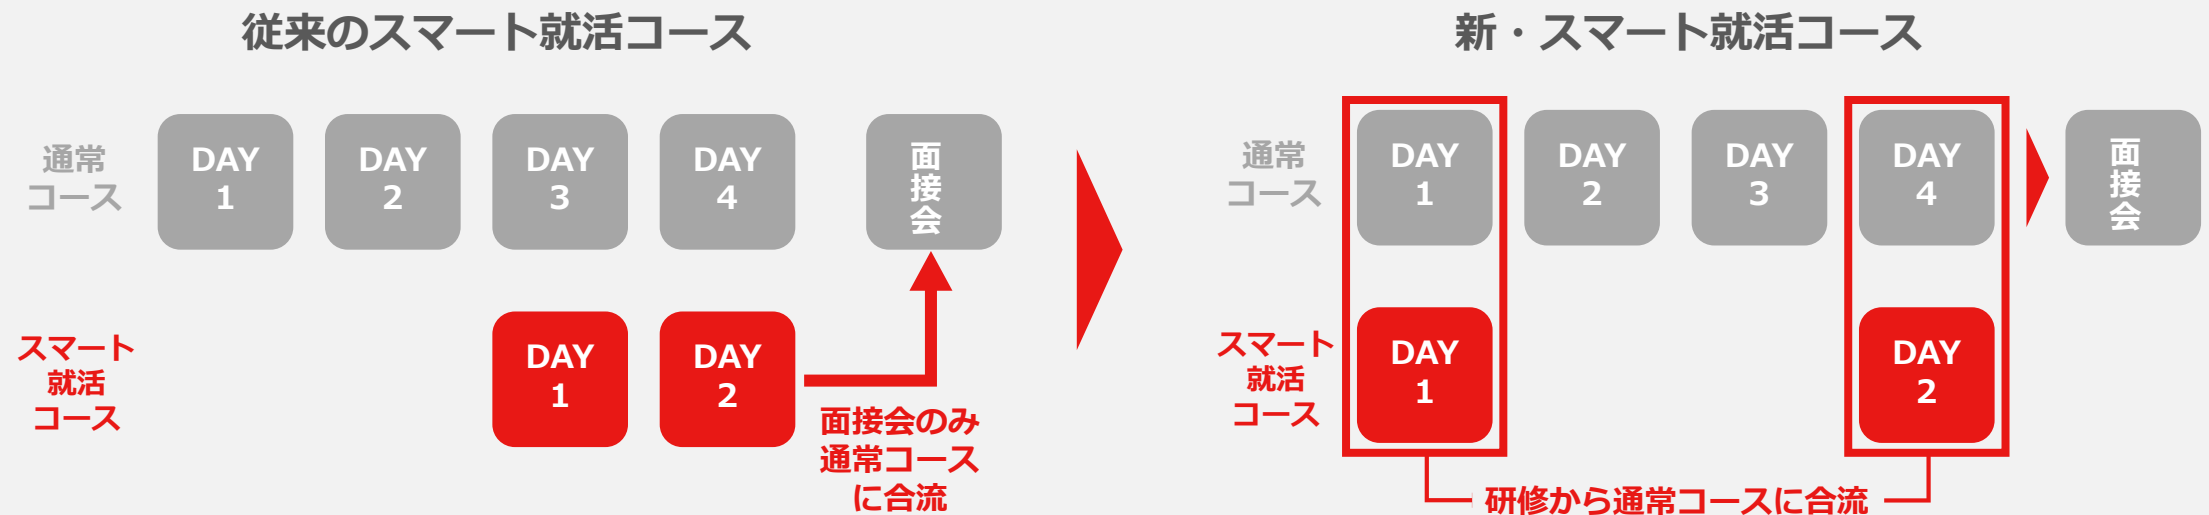 従来のスマート就活コース
通常
コース
DAY
1
DAY
2
DAY
3
DAY
4
面接会
スマート
就活
コース
DAY
1
DAY
2
面接会のみ
通常コース
に合流
新・スマート就活コース
通常
コース
DAY
1
DAY
2
DAY
3
DAY
4
面接会
スマート
就活
コース
DAY
1
DAY
2
研修から通常コースに合流